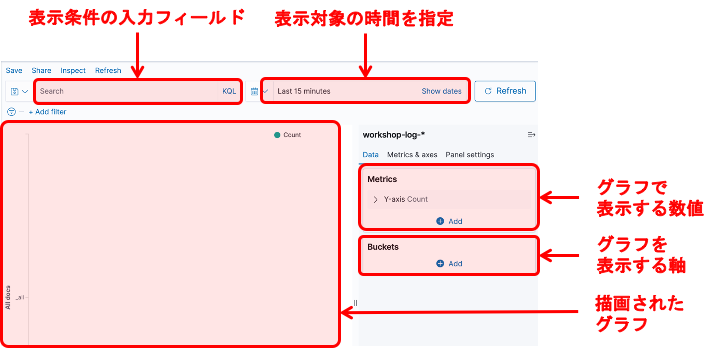 表示条件の入力フィールド
表示対象の時間を指定
Save Share Inspect Refresh
Search KQL
Last 15 minutes Show dates
Refresh
+ Add filter
Count
workshop-log-*
Data Metrics & axes Panel settings
Metrics
Y-axis Count
Add
グラフで
表示する数値
Buckets
Add
グラフを
表示する軸
All docs
_all
描画された
グラフ